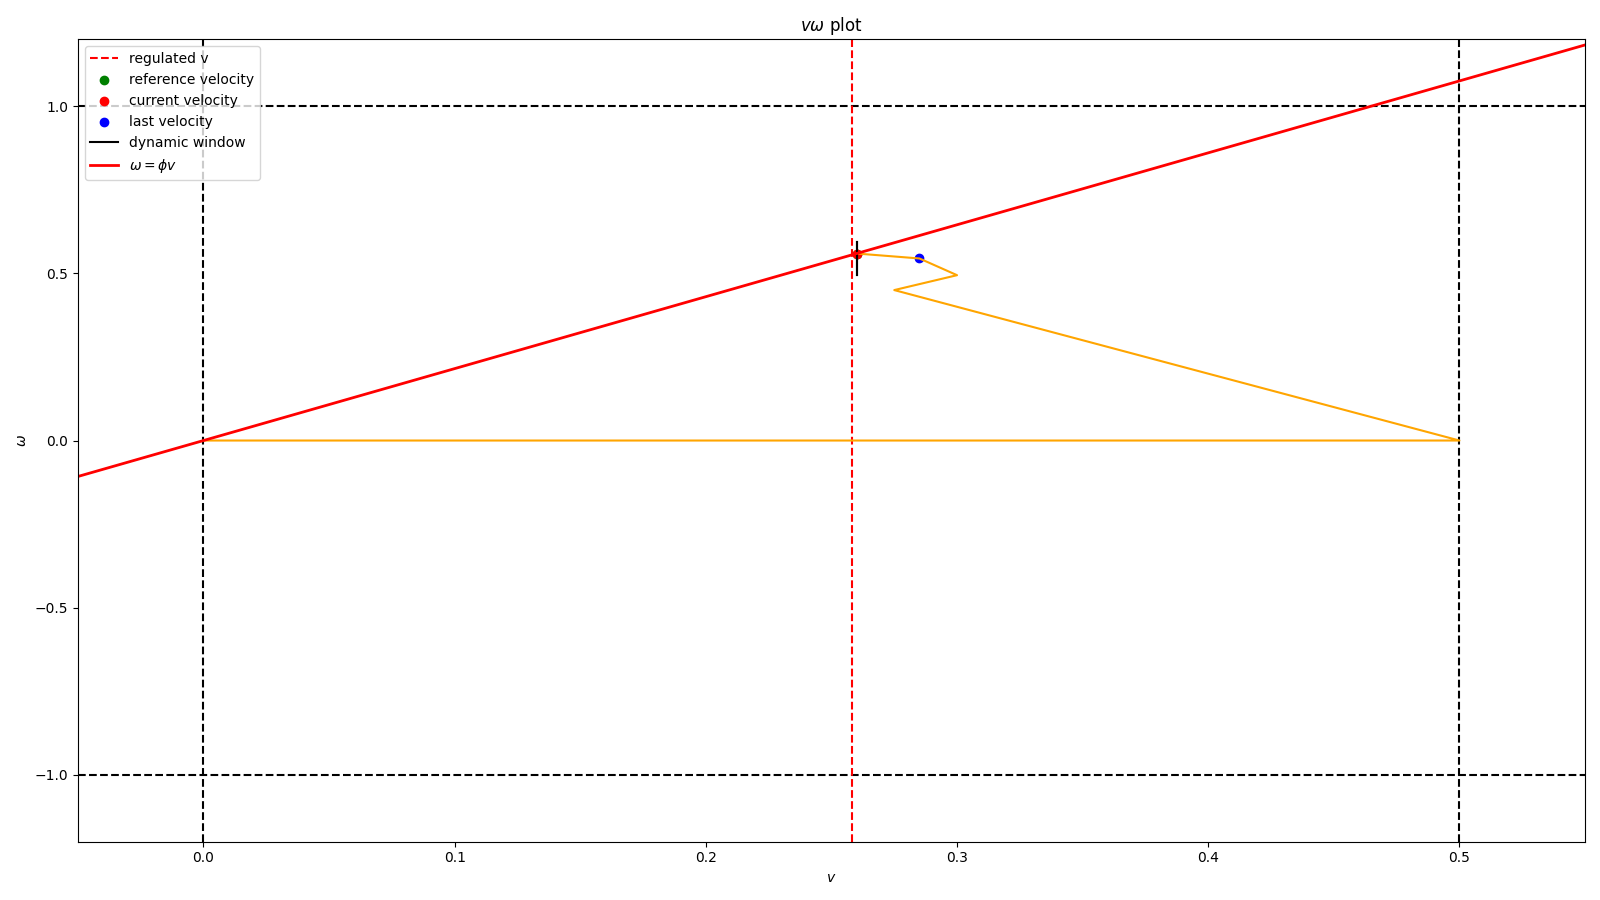 vω plot
regulated v
reference velocity
current velocity
last velocity
dynamic window
ω = ϕv
1.0
0.5
0.0
−0.5
−1.0
ω
0.0 0.1 0.2 0.3 0.4 0.5
v